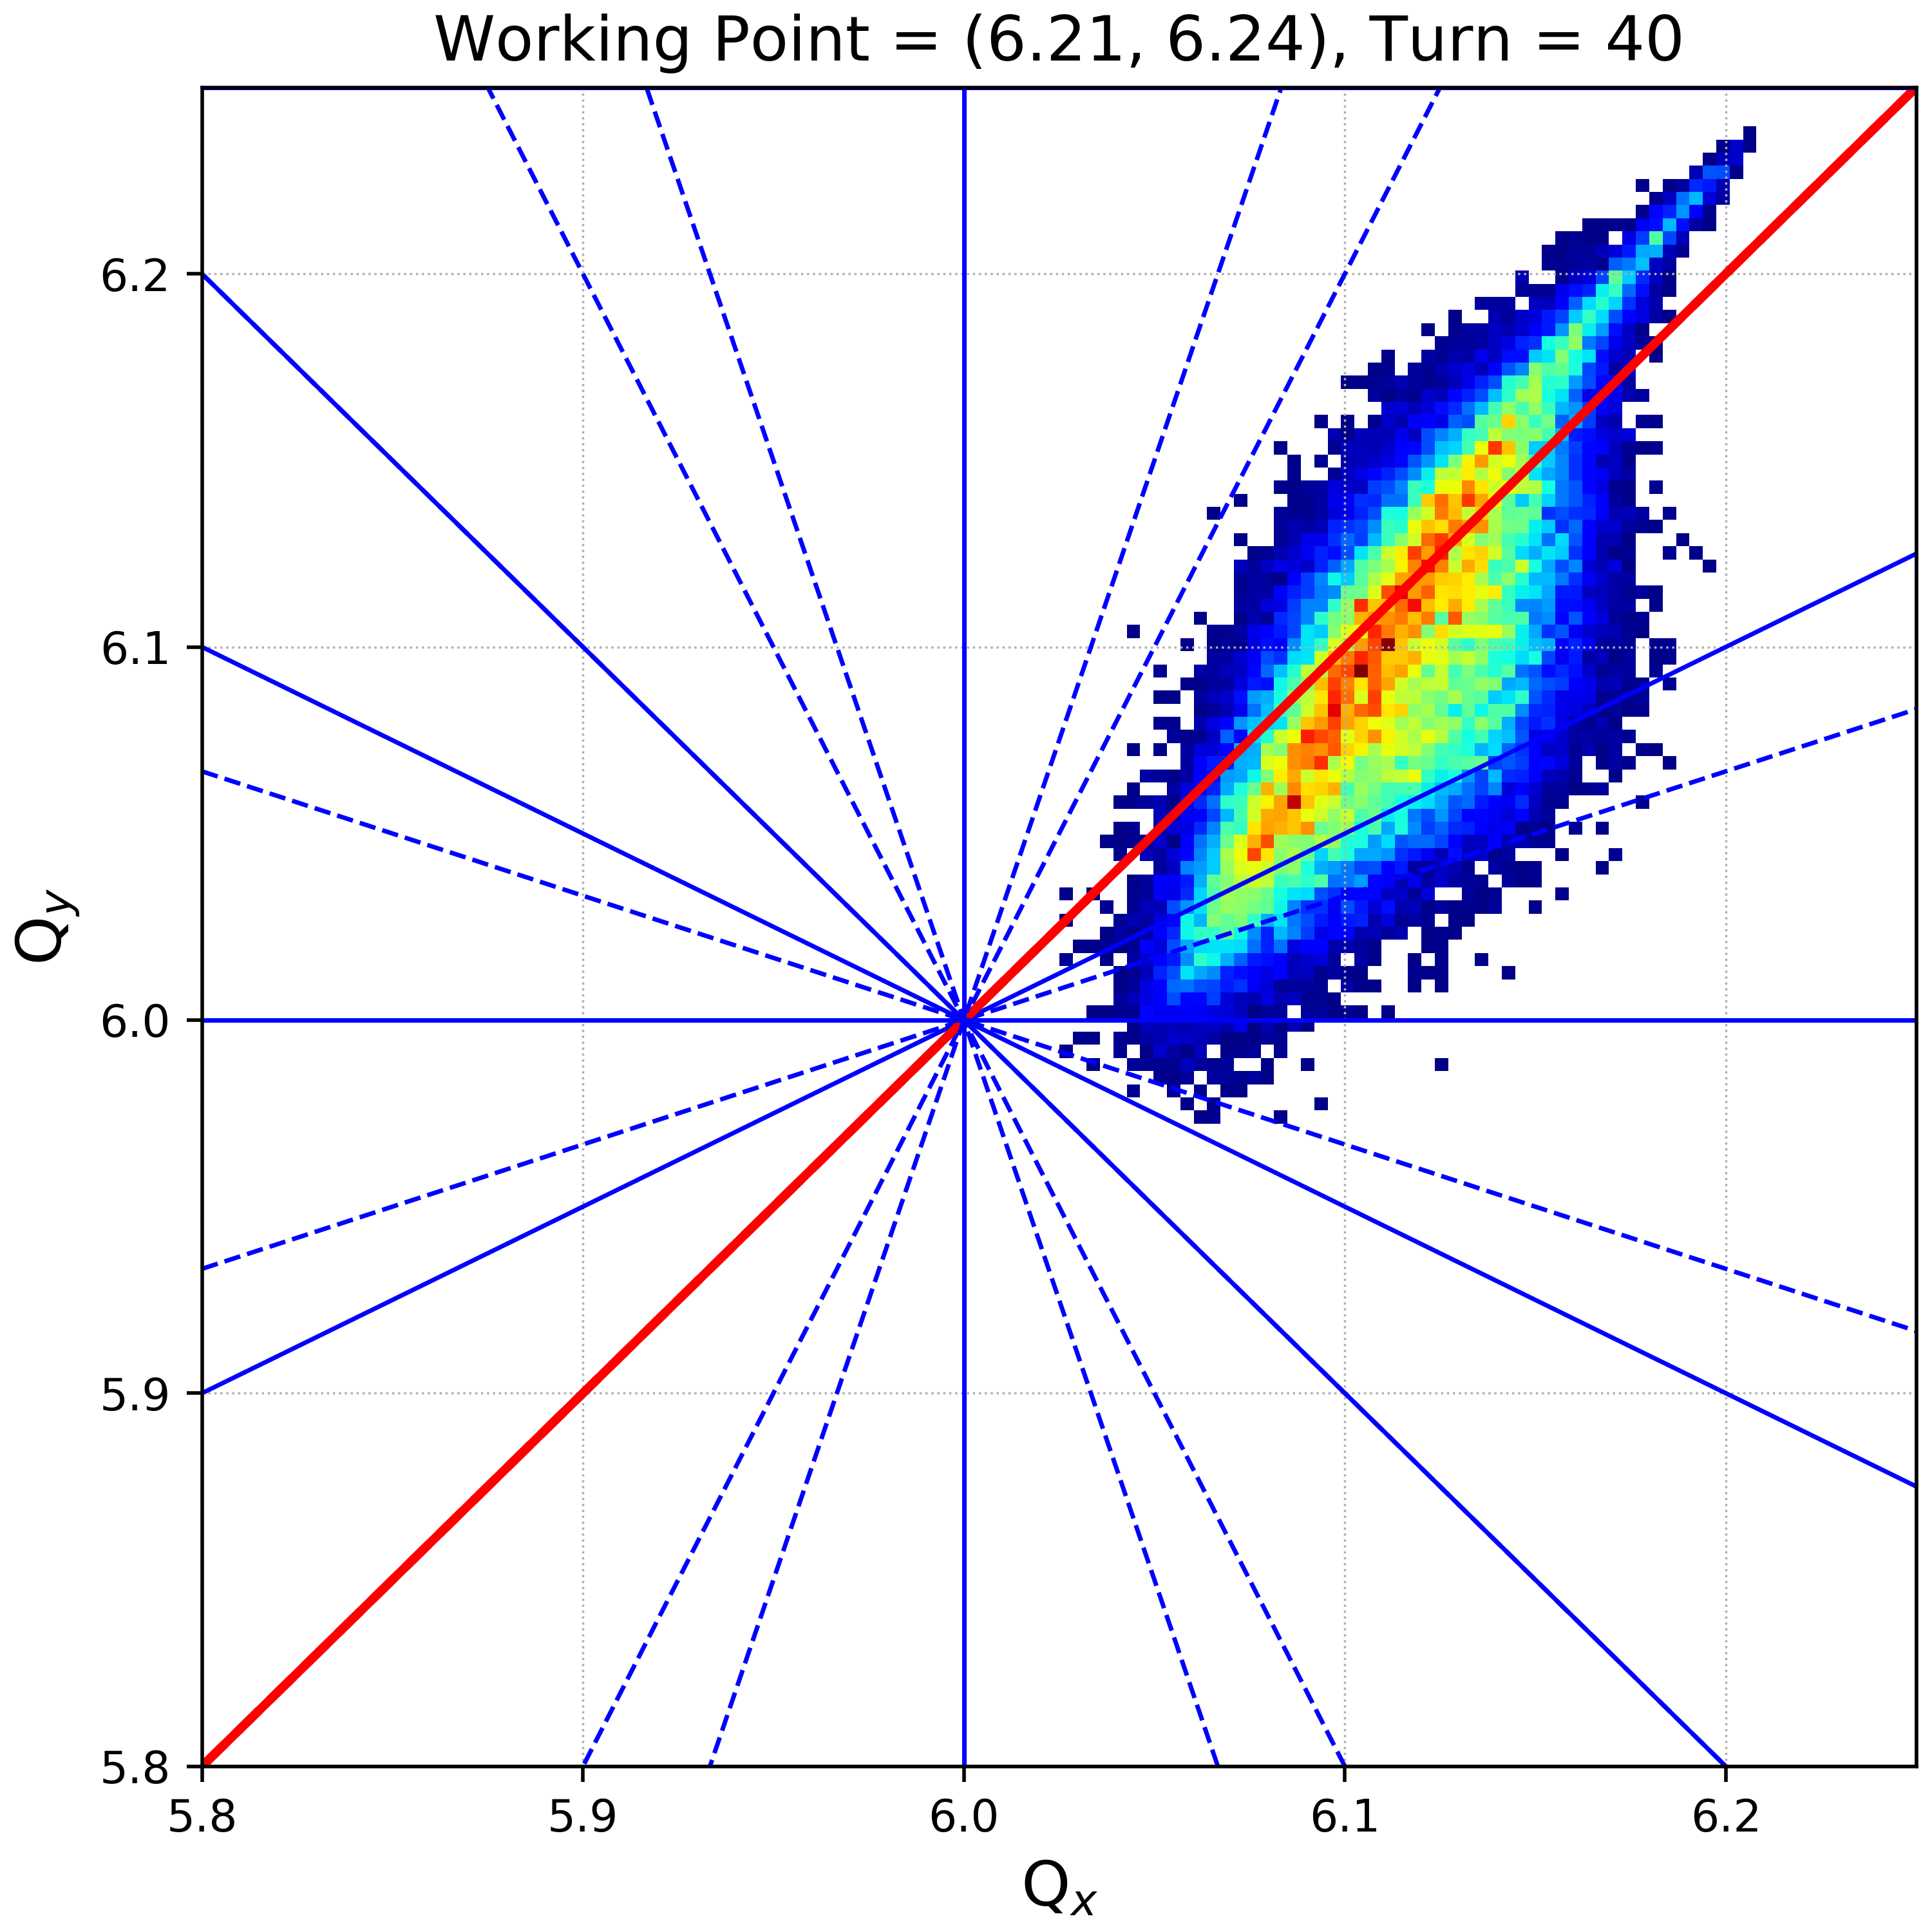 Working Point = (6.21, 6.24), Turn = 40
6.2
6.1
6.0
5.9
5.8
Qy
5.8 5.9 6.0 6.1 6.2
Qx